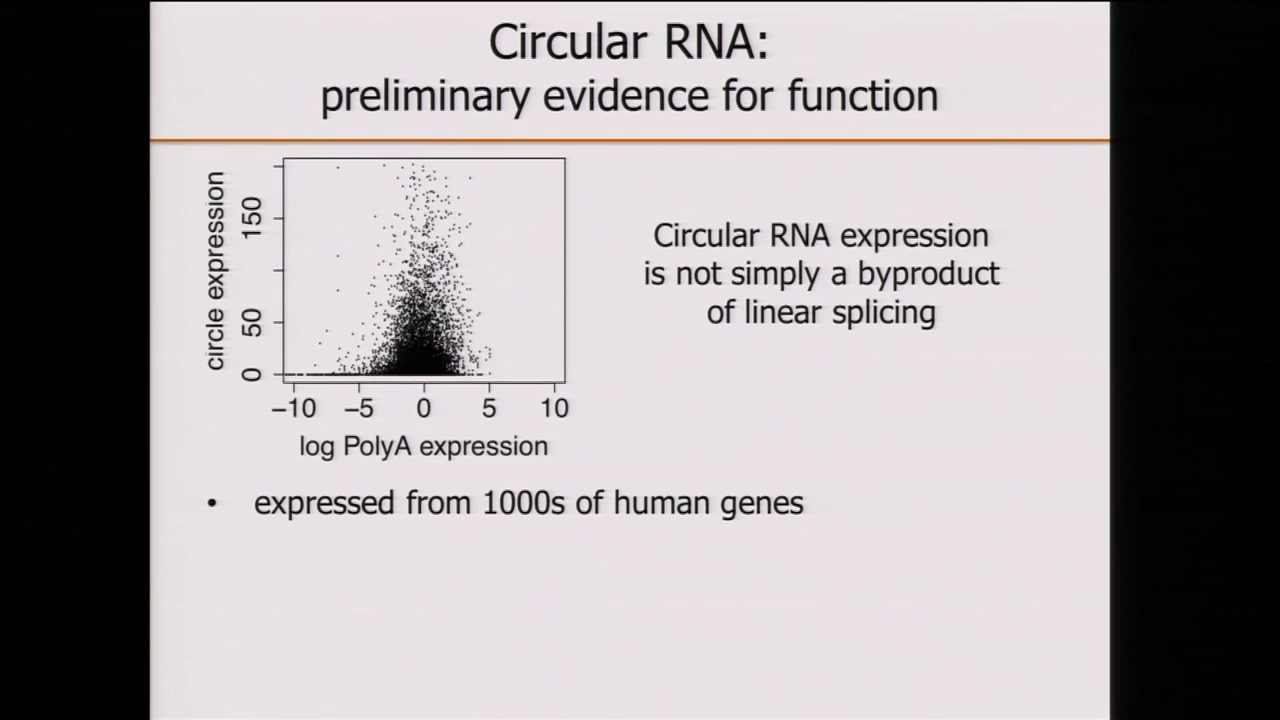 Circular RNA:
preliminary evidence for function
circle expression
150
50
0
−10 −5 0 5 10
log PolyA expression
Circular RNA expression
is not simply a byproduct
of linear splicing
• expressed from 1000s of human genes